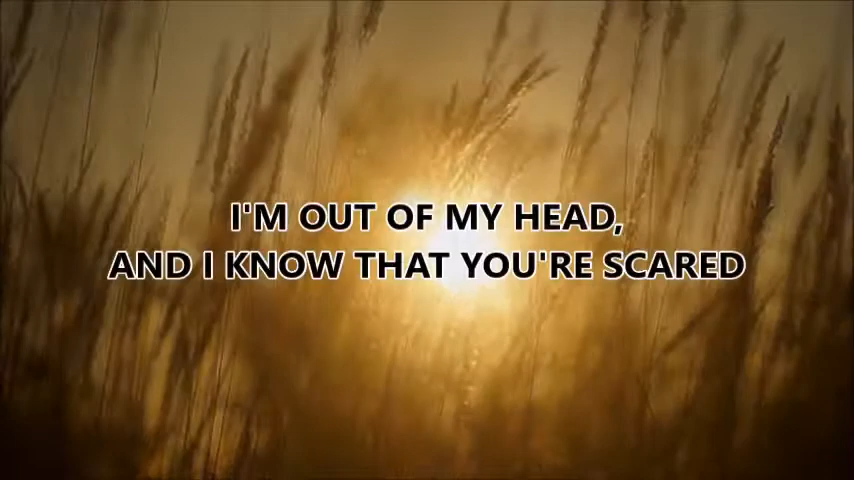 I'M OUT OF MY HEAD,
AND I KNOW THAT YOU'RE SCARED